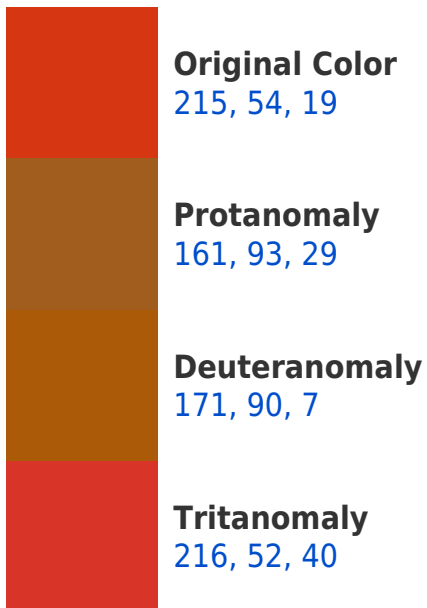 Original Color
215, 54, 19
Protanomaly
161, 93, 29
Deuteranomaly
171, 90, 7
Tritanomaly
216, 52, 40